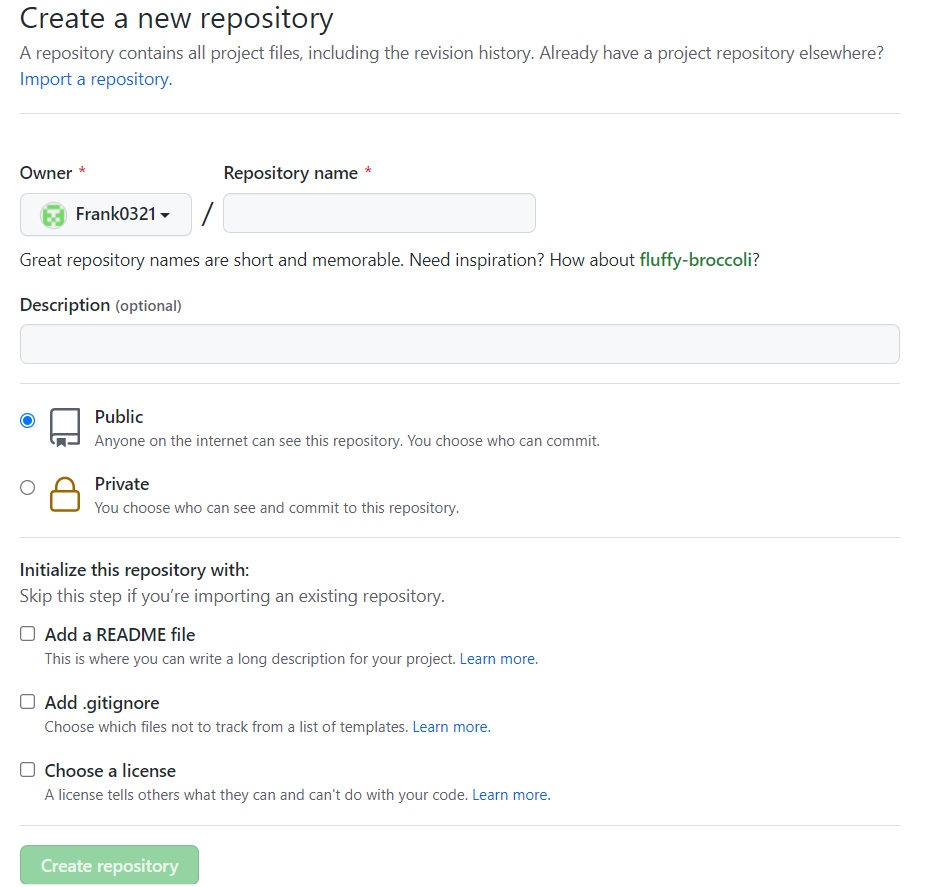 Create a new repository
A repository contains all project files, including the revision history. Already have a project repository elsewhere?
Import a repository.
Owner *
Repository name *
Frank0321
/
Great repository names are short and memorable. Need inspiration? How about fluffy-broccoli?
Description (optional)
Public
Anyone on the internet can see this repository. You choose who can commit.
Private
You choose who can see and commit to this repository.
Initialize this repository with:
Skip this step if you’re importing an existing repository.
Add a README file
This is where you can write a long description for your project. Learn more.
Add .gitignore
Choose which files not to track from a list of templates. Learn more.
Choose a license
A license tells others what they can and can't do with your code. Learn more.
Create repository